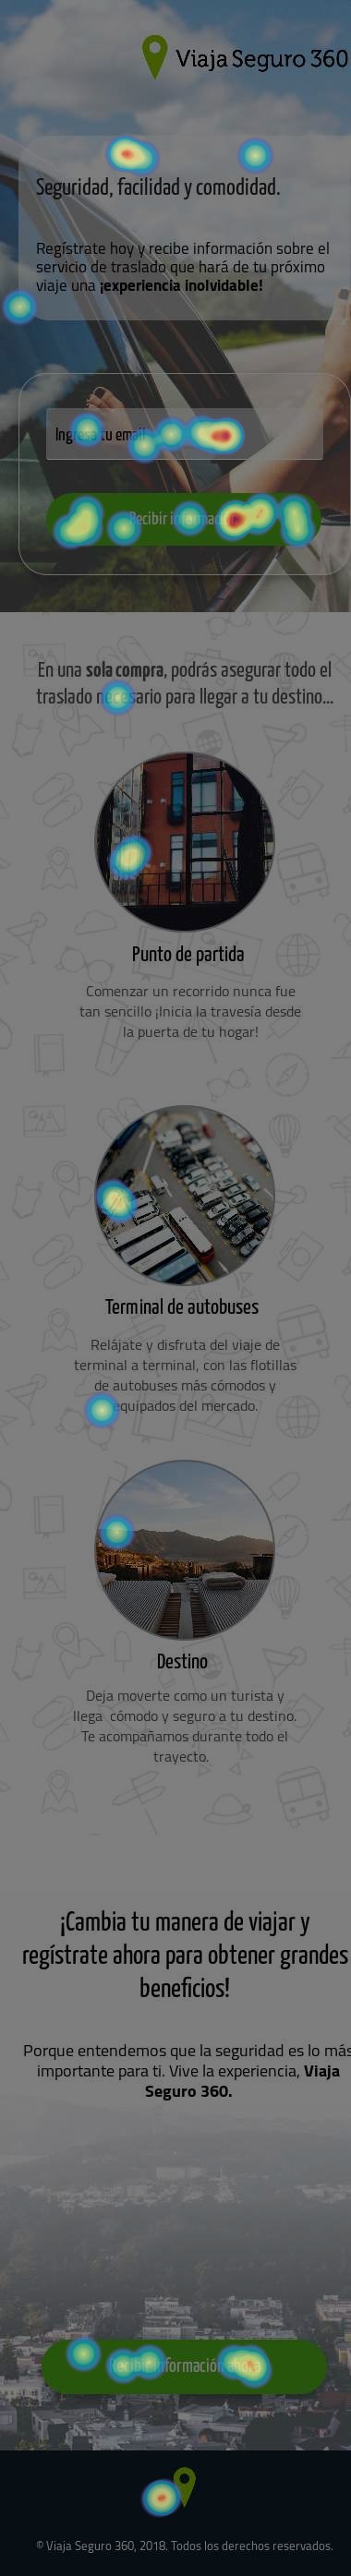 Viaja Seguro 360
Seguridad, facilidad y comodidad.
Regístrate hoy y recibe información sobre el
servicio de traslado que hará de tu próximo
viaje una ¡experiencia inolvidable!
Ingresa tu email
Recibir información
En una sola compra, podrás asegurar todo el
traslado necesario para llegar a tu destino...
Punto de partida
Comenzar un recorrido nunca fue
tan sencillo ¡Inicia la travesía desde
la puerta de tu hogar!
Terminal de autobuses
Relájate y disfruta del viaje de
terminal a terminal, con las flotillas
de autobuses más cómodos y
equipados del mercado.
Destino
Deja moverte como un turista y
llega cómodo y seguro a tu destino.
Te acompañamos durante todo el
trayecto.
¡Cambia tu manera de viajar y
regístrate ahora para obtener grandes
beneficios!
Porque entendemos que la seguridad es lo más
importante para ti. Vive la experiencia, Viaja
Seguro 360.
Recibir información ahora
© Viaja Seguro 360, 2018. Todos los derechos reservados.